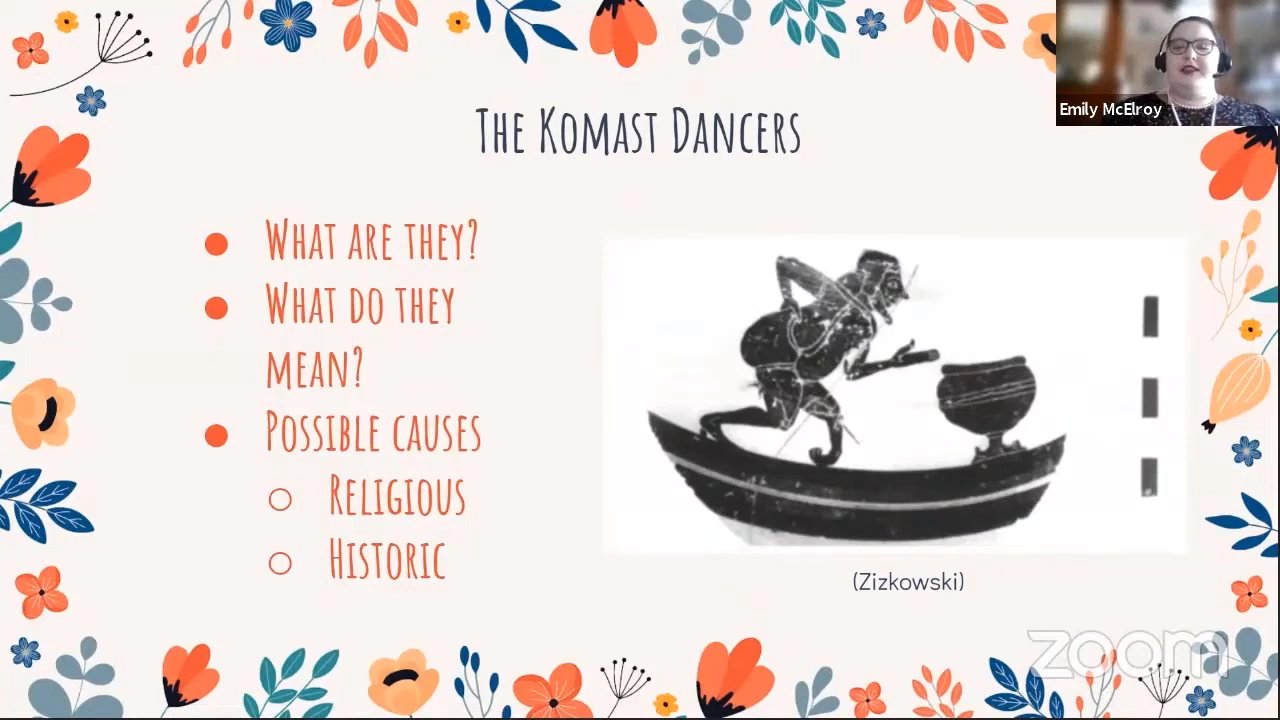 Emily McElroy
The Komast Dancers
What are they?
What do they
mean?
Possible causes
Religious
Historic
(Zizkowski)
zoom